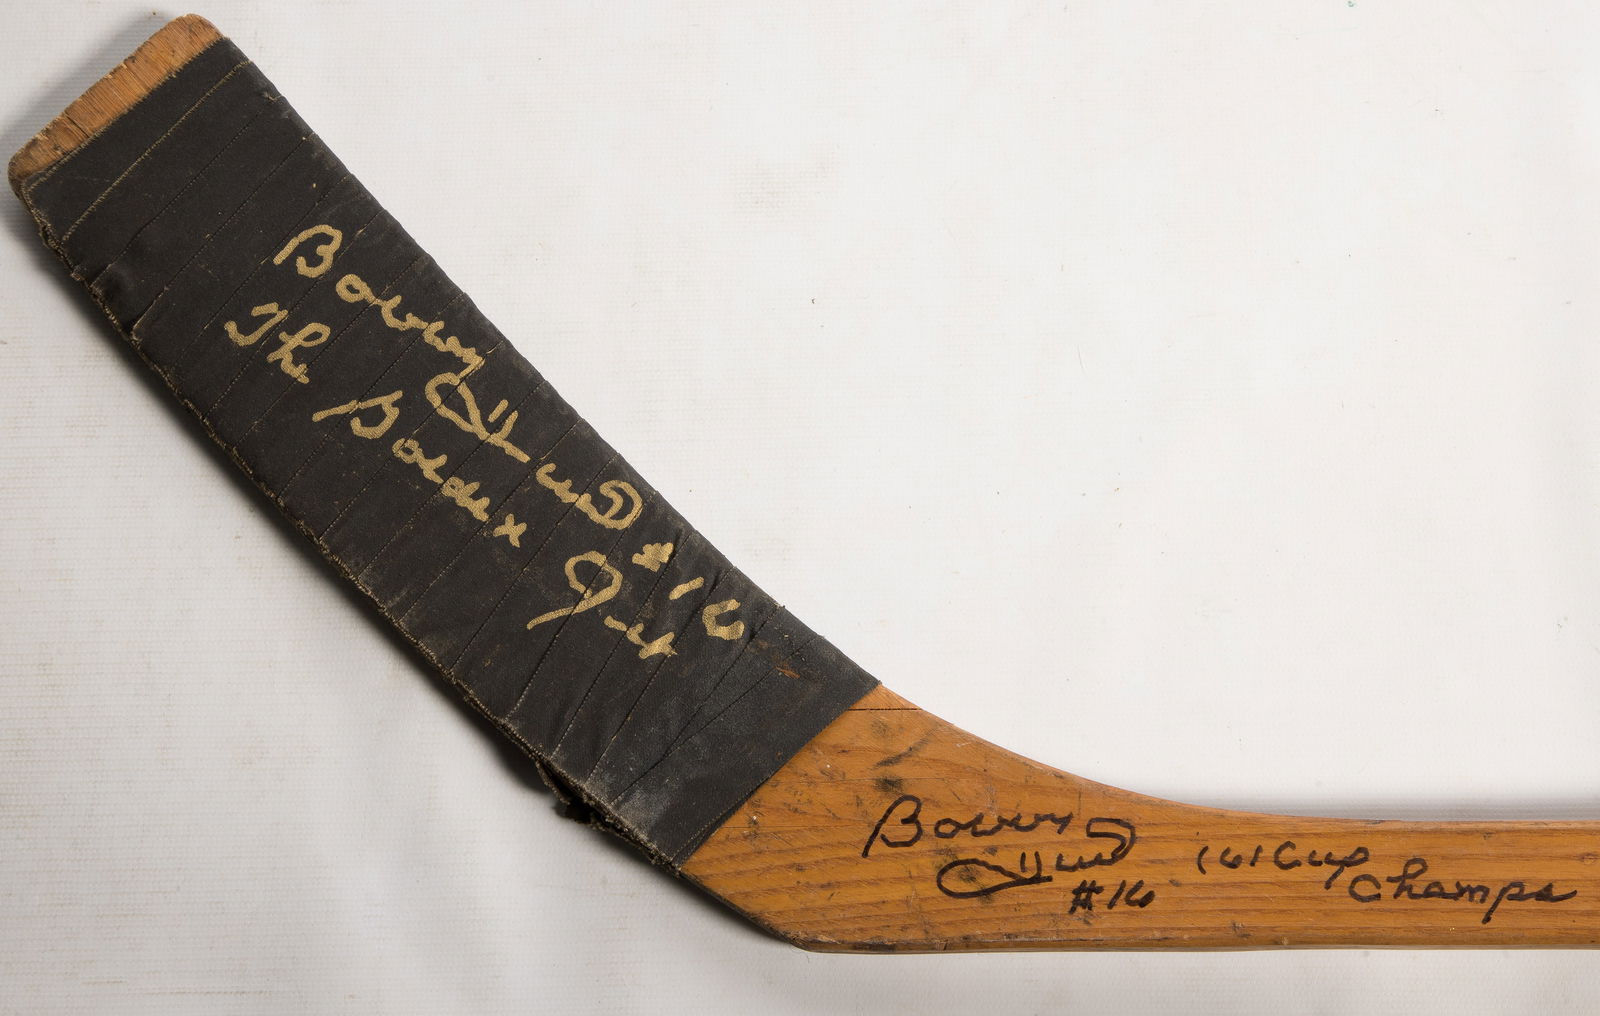 Bobby Hull #16
The Golden Jet
Bobby Hull
#16
'61 Cup
Champs